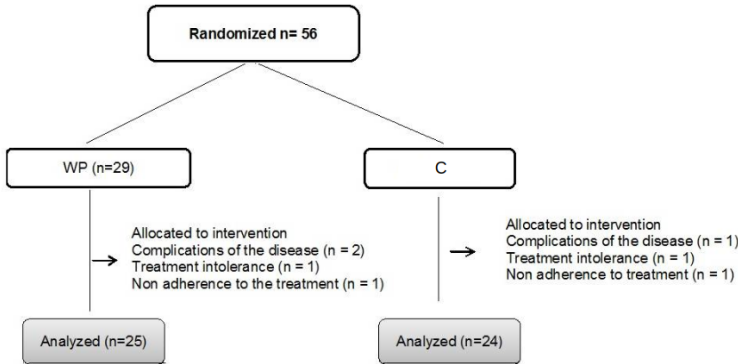 Randomized n= 56
WP (n=29)
C
Allocated to intervention
Complications of the disease (n = 2)
Treatment intolerance (n = 1)
Non adherence to the treatment (n = 1)
Allocated to intervention
Complications of the disease (n = 1)
Treatment intolerance (n = 1)
Non adherence to treatment (n = 1)
Analyzed (n=25)
Analyzed (n=24)